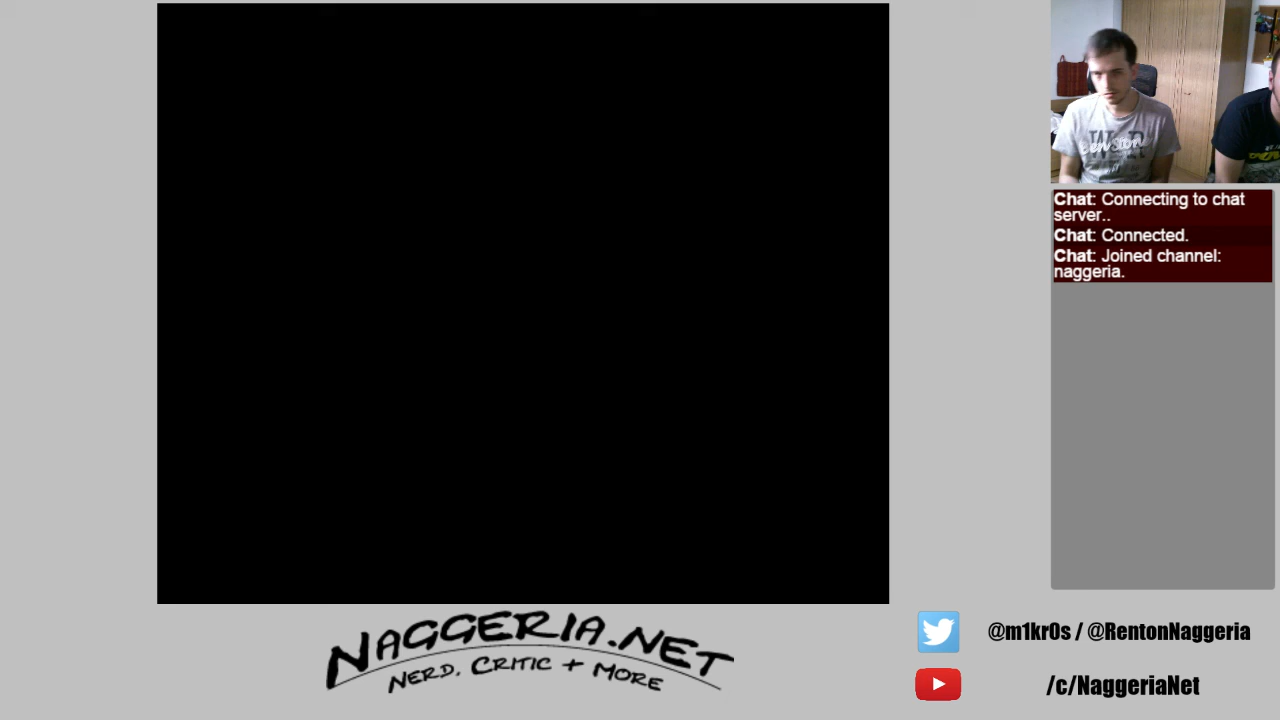 Chat: Connecting to chat
server..
Chat: Connected.
Chat: Joined channel:
naggeria.
NAGGERIA.NET
NERD, CRITIC + MORE
@m1kr0s / @RentonNaggeria
/c/NaggeriaNet